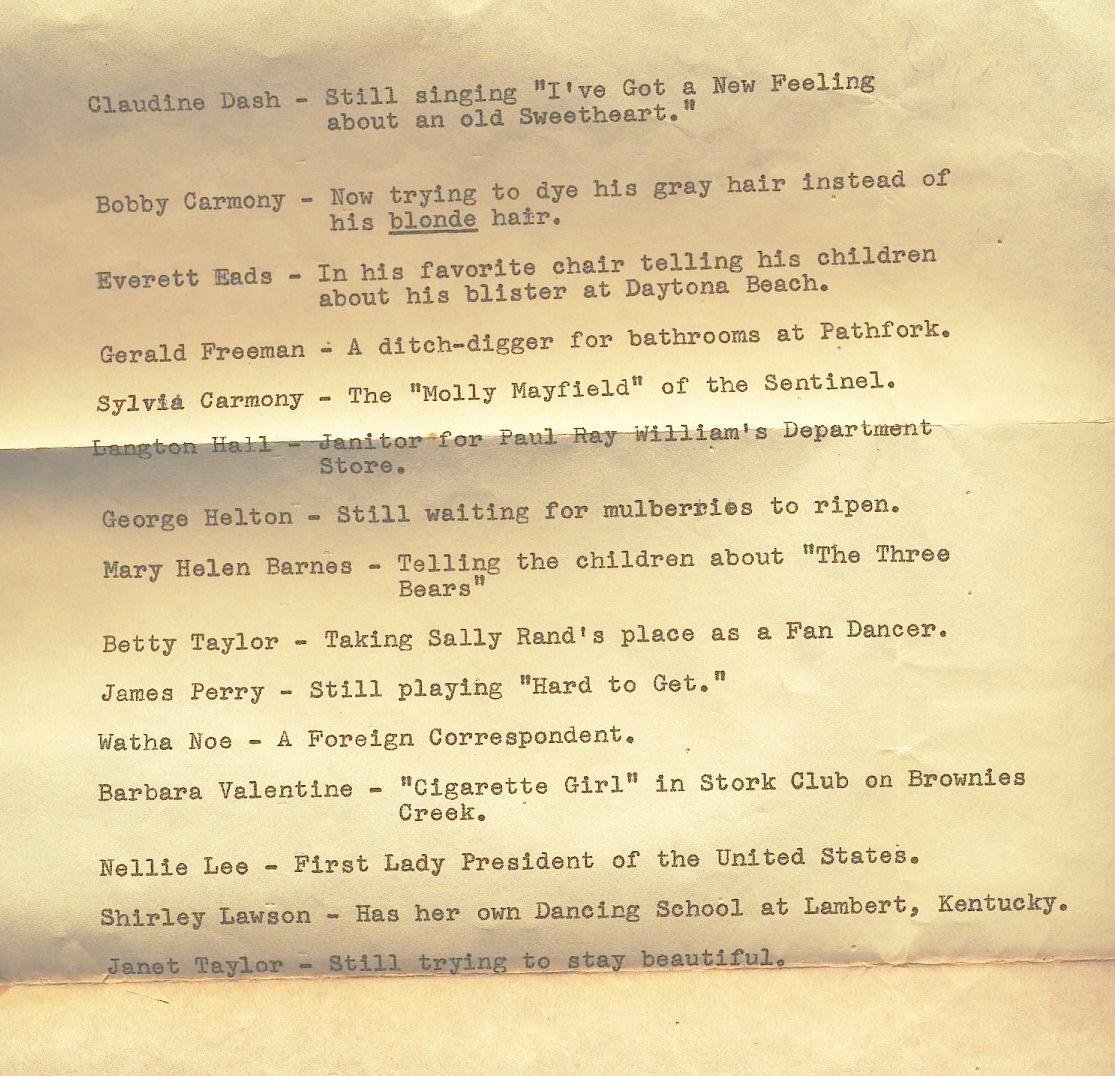 Claudine Dash - Still singing "I've Got a New Feeling
about an old Sweetheart."
Bobby Carmony - Now trying to dye his gray hair instead of
his blonde hair.
Everett Eads - In his favorite chair telling his children
about his blister at Daytona Beach.
Gerald Freeman - A ditch-digger for bathrooms at Pathfork.
Sylvia Carmony - The "Molly Mayfield" of the Sentinel.
Langton Hall - Janitor for Paul Ray William's Department
Store.
George Helton - Still waiting for mulberries to ripen.
Mary Helen Barnes - Telling the children about "The Three
Bears"
Betty Taylor - Taking Sally Rand's place as a Fan Dancer.
James Perry - Still playing "Hard to Get."
Watha Noe - A Foreign Correspondent.
Barbara Valentine - "Cigarette Girl" in Stork Club on Brownies
Creek.
Nellie Lee - First Lady President of the United States.
Shirley Lawson - Has her own Dancing School at Lambert, Kentucky.
Janet Taylor - Still trying to stay beautiful.